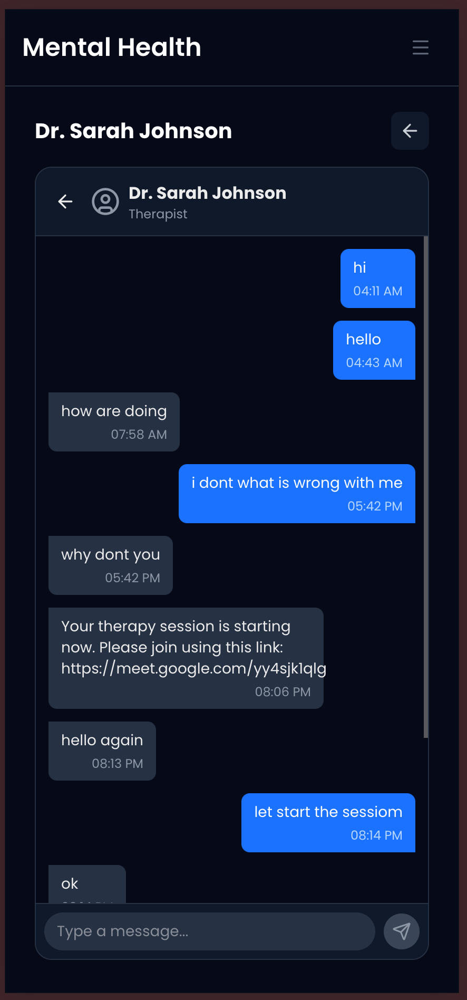 Mental Health
Dr. Sarah Johnson
Dr. Sarah Johnson
Therapist
hi
04:11 AM
hello
04:43 AM
how are doing
07:58 AM
i dont what is wrong with me
05:42 PM
why dont you
05:42 PM
Your therapy session is starting
now. Please join using this link:
https://meet.google.com/yy4sjk1qlg
08:06 PM
hello again
08:13 PM
let start the sessiom
08:14 PM
ok
Type a message...